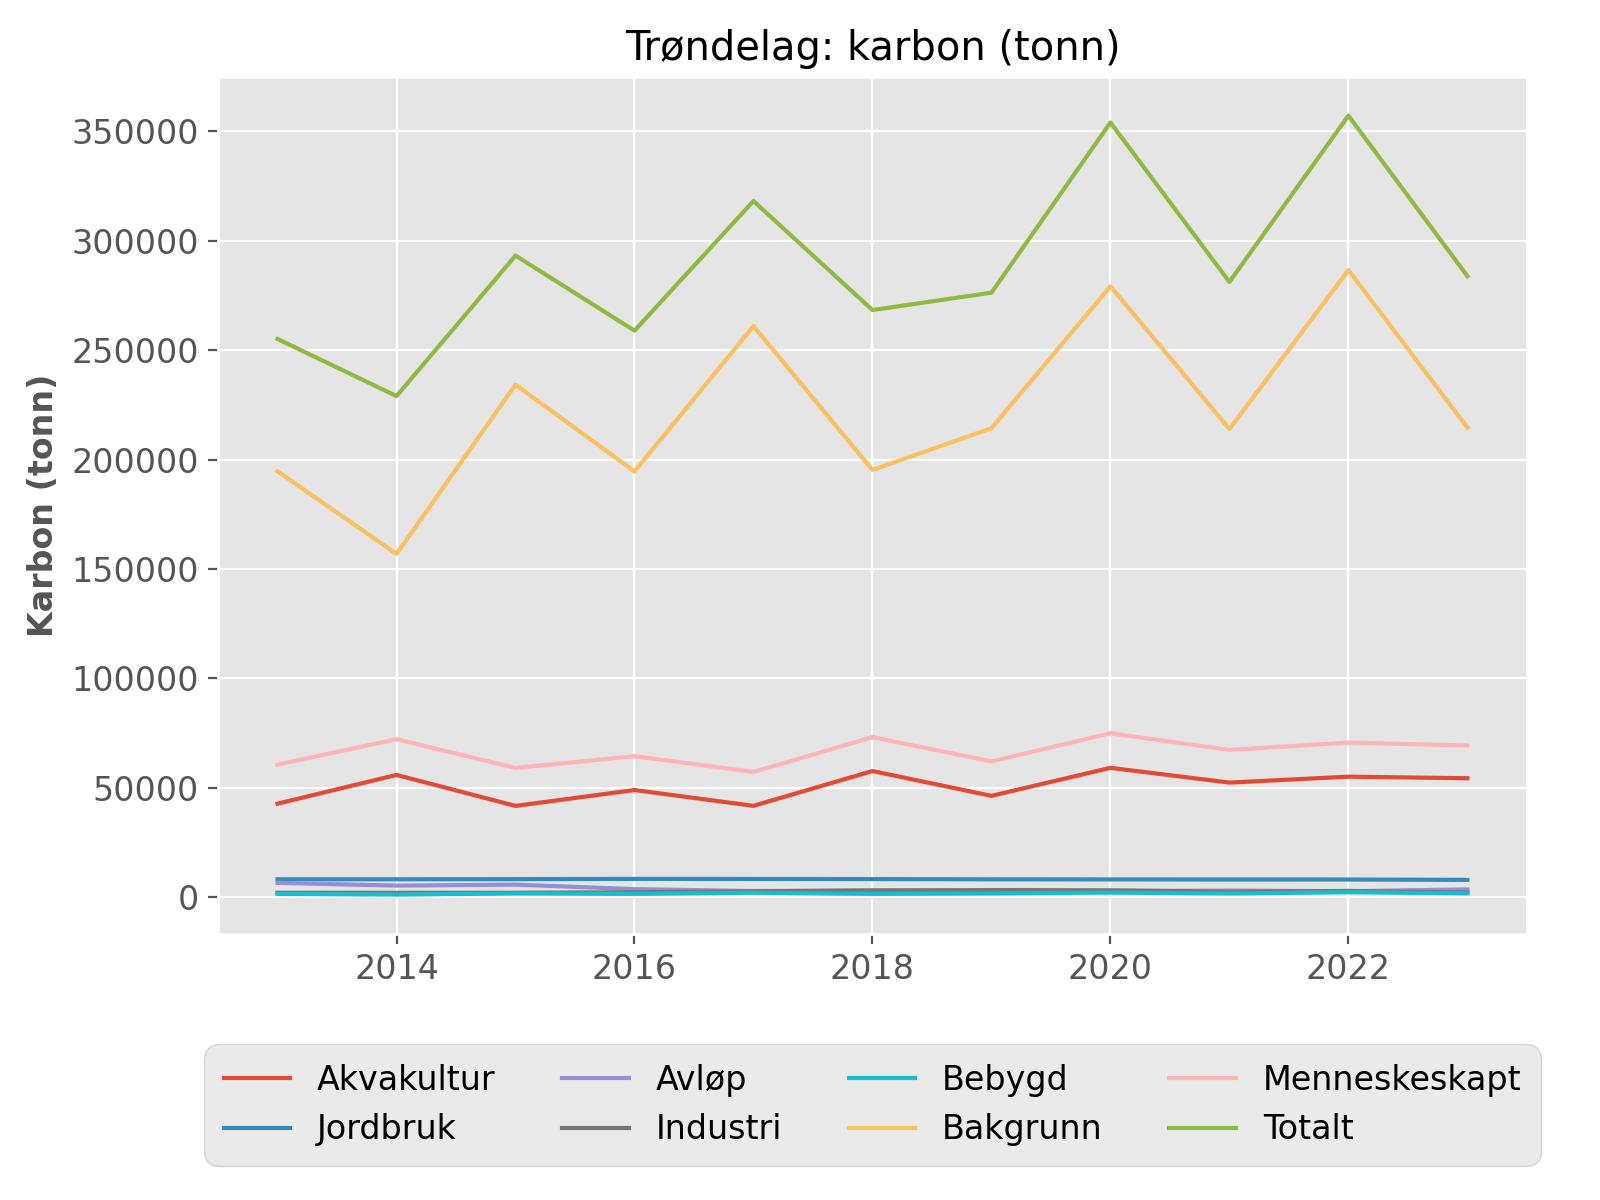 Trøndelag: karbon (tonn)
Karbon (tonn)
350000
300000
250000
200000
150000
100000
50000
0
2014 2016 2018 2020 2022
Akvakultur Avløp Bebygd Menneskeskapt
Jordbruk Industri Bakgrunn Totalt